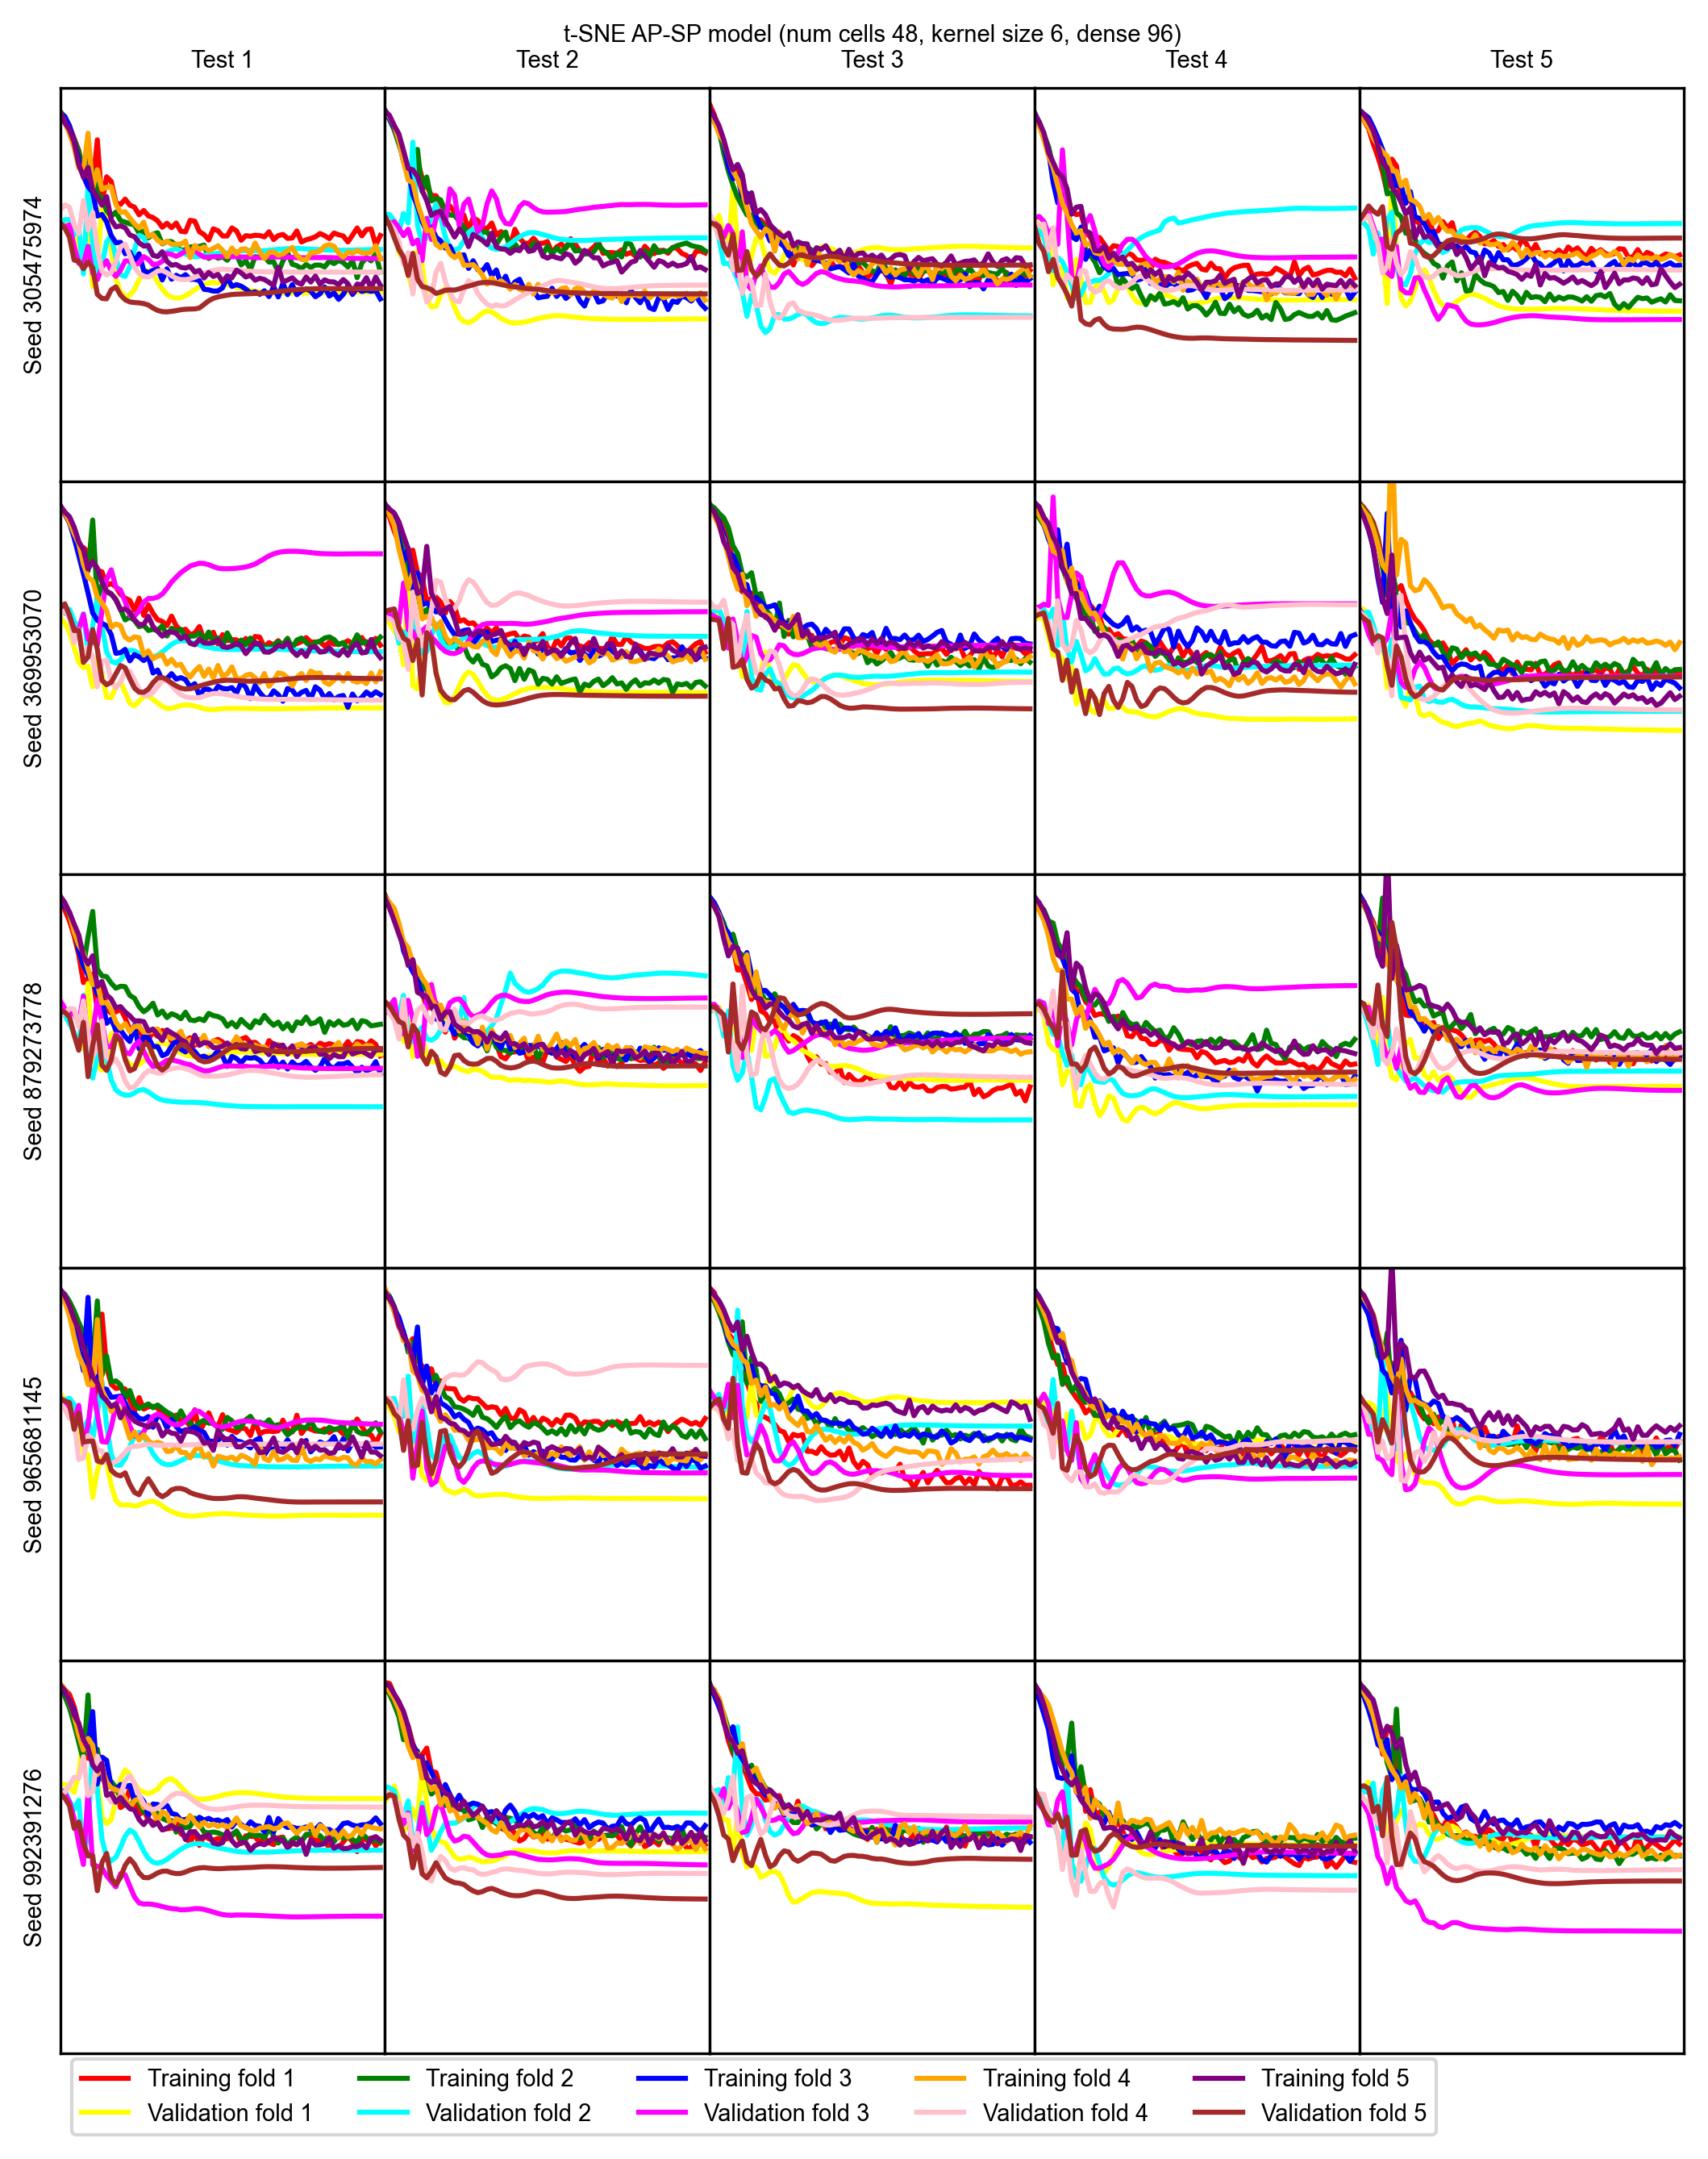 t-SNE AP-SP model (num cells 48, kernel size 6, dense 96)
Test 1 Test 2 Test 3 Test 4 Test 5
Seed 305475974
Seed 369953070
Seed 879273778
Seed 965681145
Seed 992391276
Training fold 1 Training fold 2 Training fold 3 Training fold 4 Training fold 5
Validation fold 1 Validation fold 2 Validation fold 3 Validation fold 4 Validation fold 5